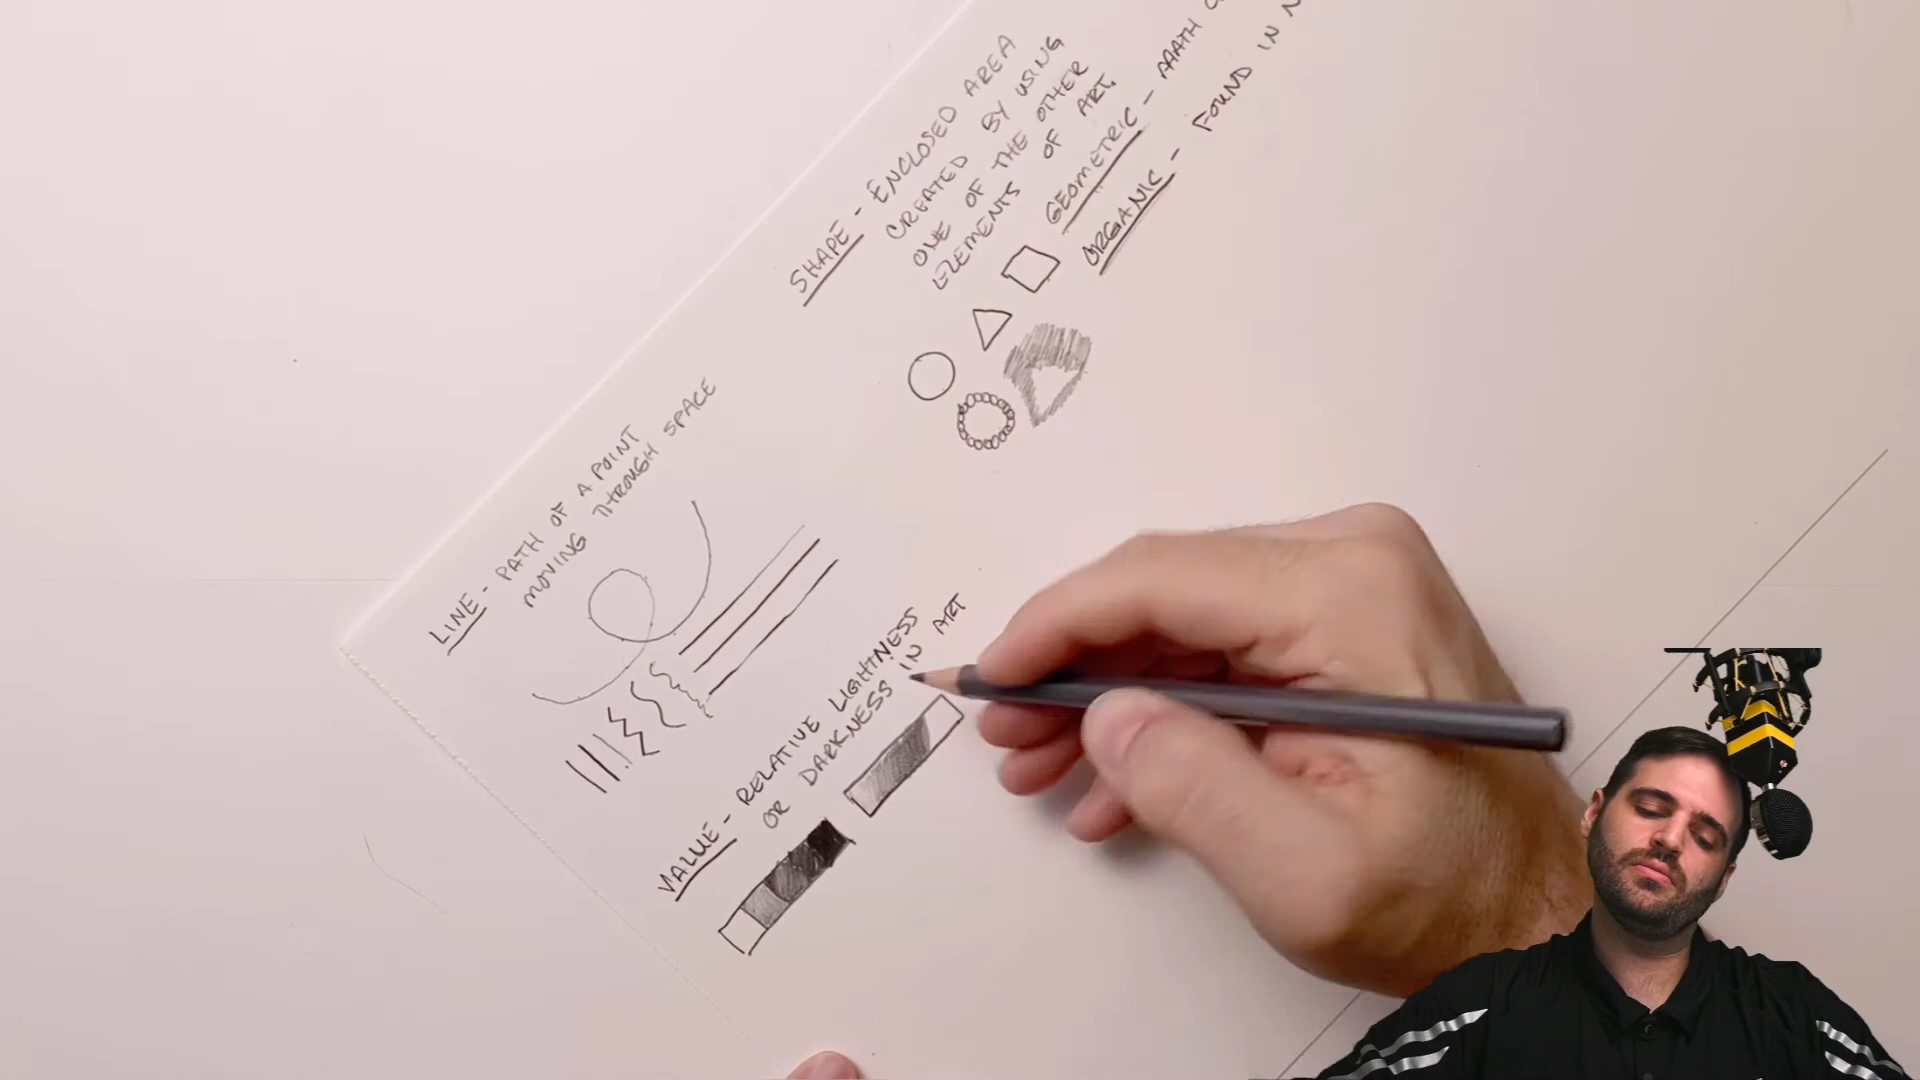 LINE - PATH OF A POINT
MOVING THROUGH SPACE
SHAPE - ENCLOSED AREA
CREATED BY USING
ONE OF THE OTHER
ELEMENTS OF ART.
GEOMETRIC - MATH
ORGANIC - FOUND IN
VALUE - RELATIVE LIGHTNESS
OR DARKNESS IN ART